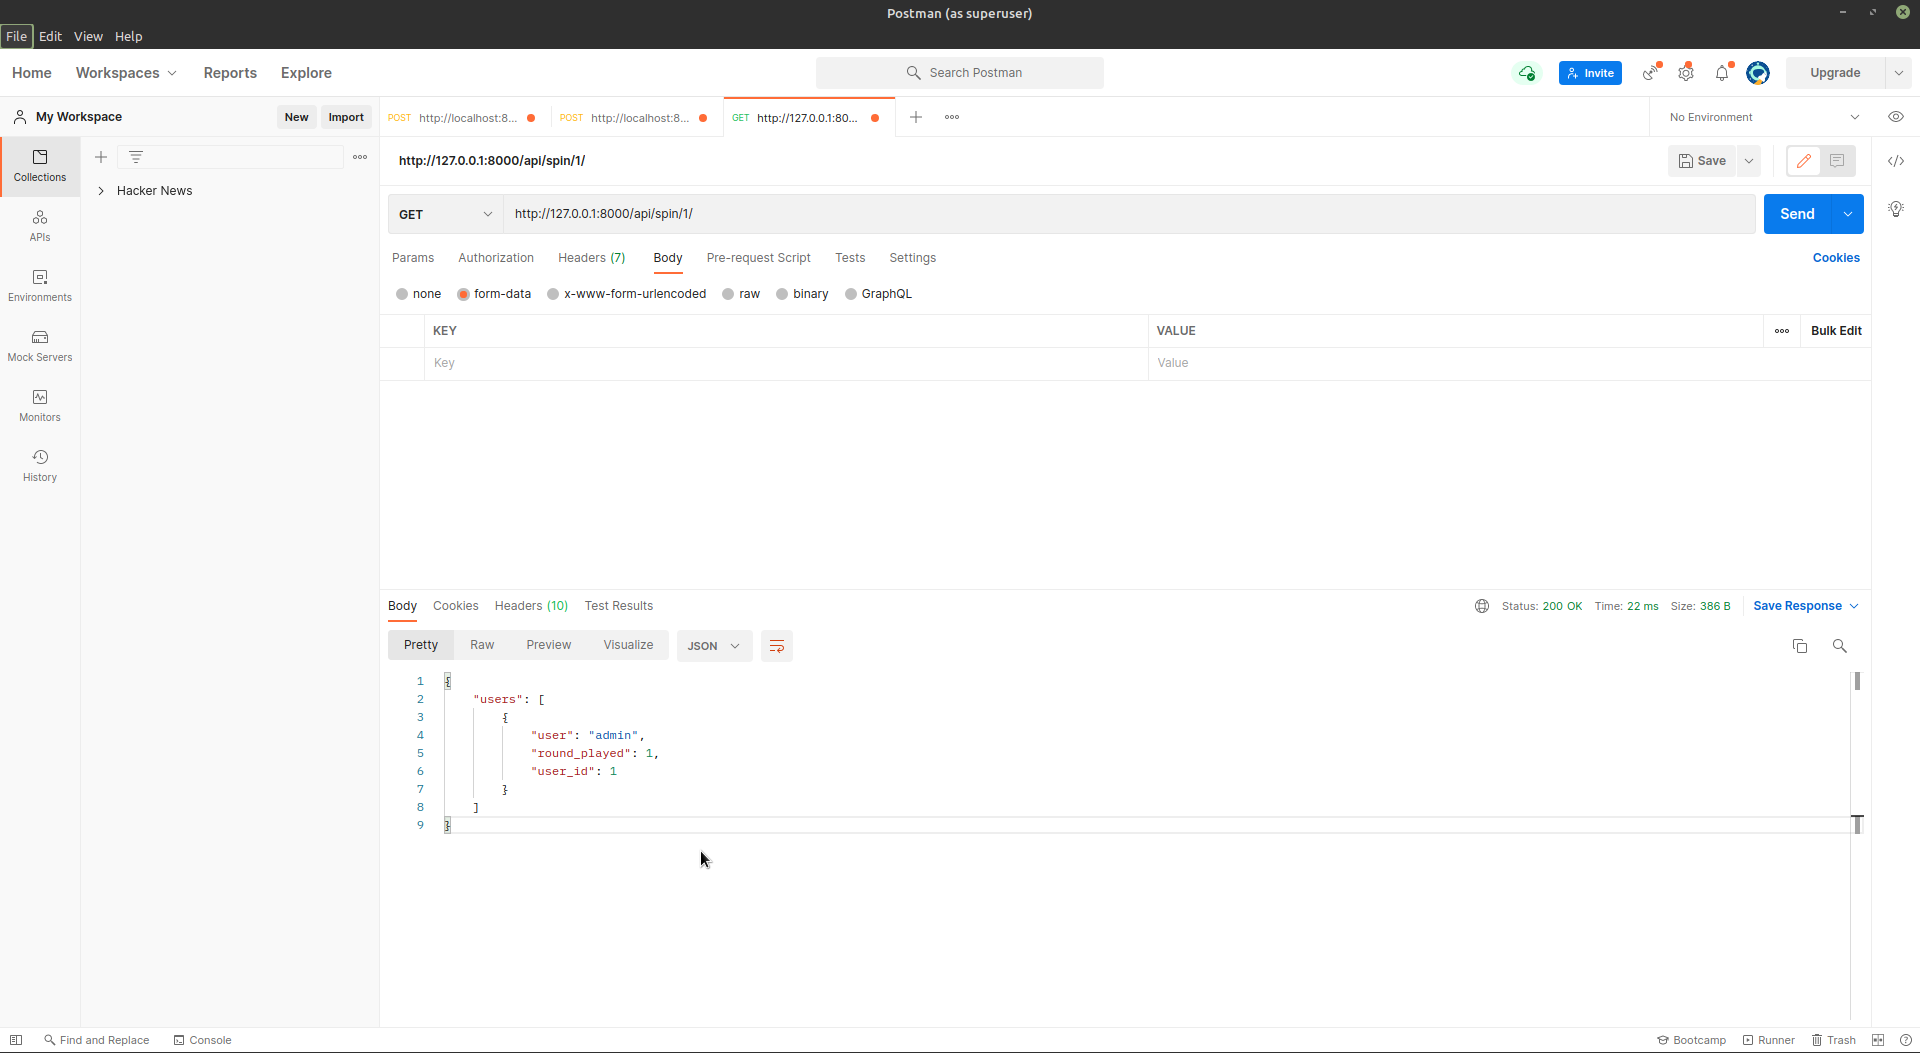 Postman (as superuser)
File Edit View Help
Home Workspaces Reports Explore Search Postman Invite Upgrade
My Workspace New Import POST http://localhost:8... POST http://localhost:8... GET http://127.0.0.1:80... No Environment
http://127.0.0.1:8000/api/spin/1/ Save
Collections
Hacker News
APIs
Environments
Mock Servers
Monitors
History
GET http://127.0.0.1:8000/api/spin/1/ Send
Params Authorization Headers (7) Body Pre-request Script Tests Settings Cookies
none form-data x-www-form-urlencoded raw binary GraphQL
KEY VALUE Bulk Edit
Key Value
Body Cookies Headers (10) Test Results Status: 200 OK Time: 22 ms Size: 386 B Save Response
Pretty Raw Preview Visualize JSON
1 {
2 "users": [
3 {
4 "user": "admin",
5 "round_played": 1,
6 "user_id": 1
7 }
8 ]
9 }
Find and Replace Console Bootcamp Runner Trash